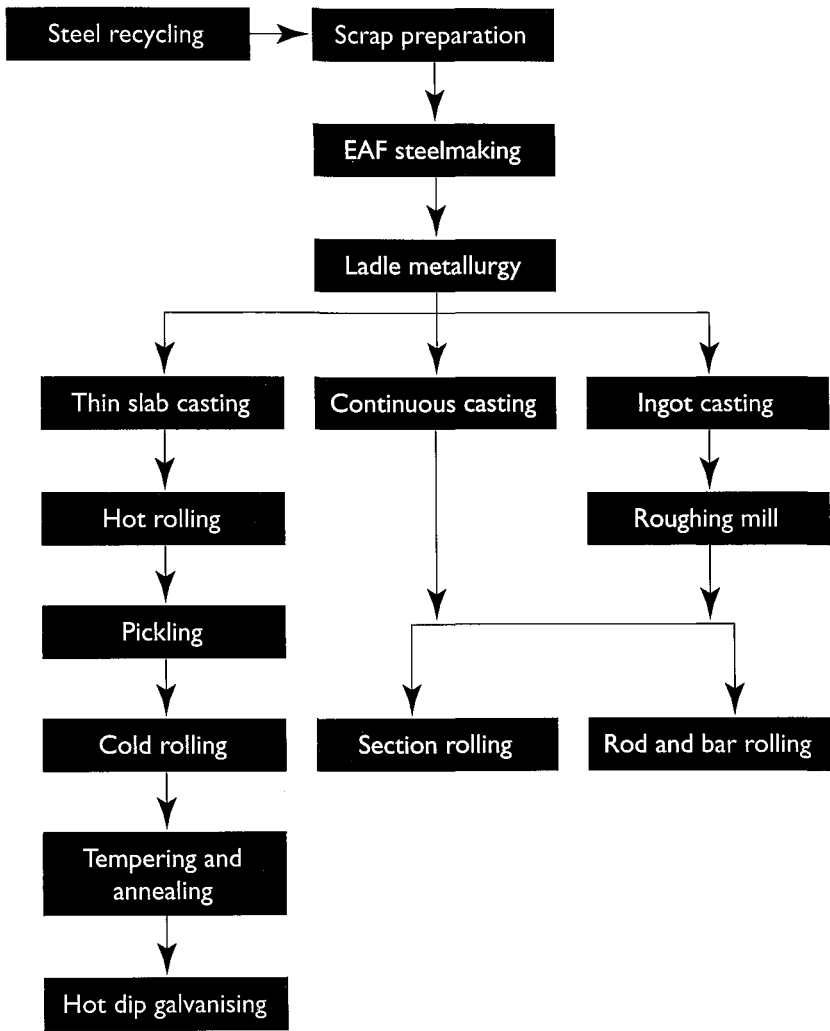 Steel recycling
Scrap preparation
EAF steelmaking
Ladle metallurgy
Thin slab casting
Continuous casting
Ingot casting
Hot rolling
Roughing mill
Pickling
Cold rolling
Section rolling
Rod and bar rolling
Tempering and
annealing
Hot dip galvanising